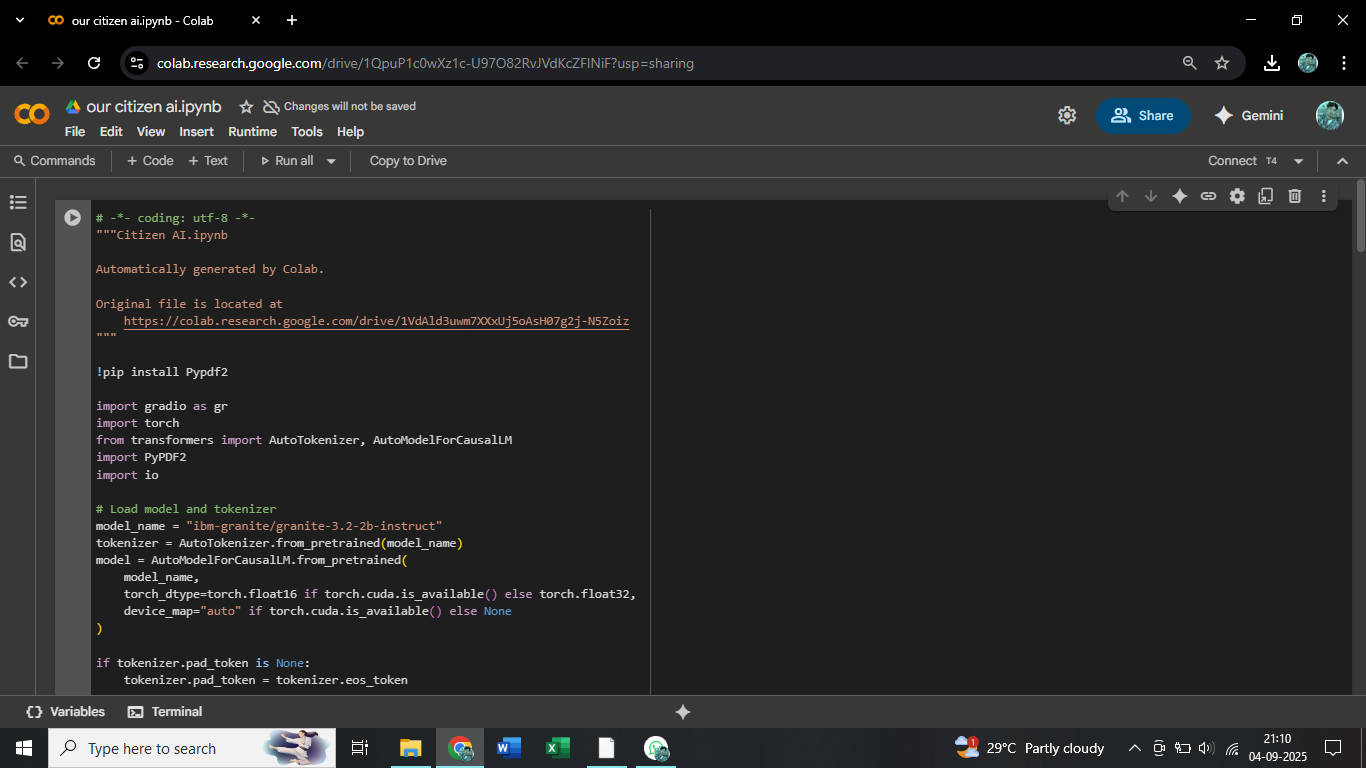 our citizen ai.ipynb - Colab
colab.research.google.com/drive/1QpuP1c0wXz1c-U97O82RvJVdKcZFlNiF?usp=sharing
our citizen ai.ipynb
Changes will not be saved
File Edit View Insert Runtime Tools Help
Share
Gemini
Commands + Code + Text Run all Copy to Drive
Connect T4
# -*- coding: utf-8 -*-
"""Citizen AI.ipynb
Automatically generated by Colab.
Original file is located at
https://colab.research.google.com/drive/1VdAld3uwm7XXxUj5oAsH07g2j-N5Zoiz
"""
!pip install Pypdf2
import gradio as gr
import torch
from transformers import AutoTokenizer, AutoModelForCausalLM
import PyPDF2
import io
# Load model and tokenizer
model_name = "ibm-granite/granite-3.2-2b-instruct"
tokenizer = AutoTokenizer.from_pretrained(model_name)
model = AutoModelForCausalLM.from_pretrained(
model_name,
torch_dtype=torch.float16 if torch.cuda.is_available() else torch.float32,
device_map="auto" if torch.cuda.is_available() else None
)
if tokenizer.pad_token is None:
tokenizer.pad_token = tokenizer.eos_token
Variables Terminal
Type here to search
1
29°C Partly cloudy
21:10
04-09-2025